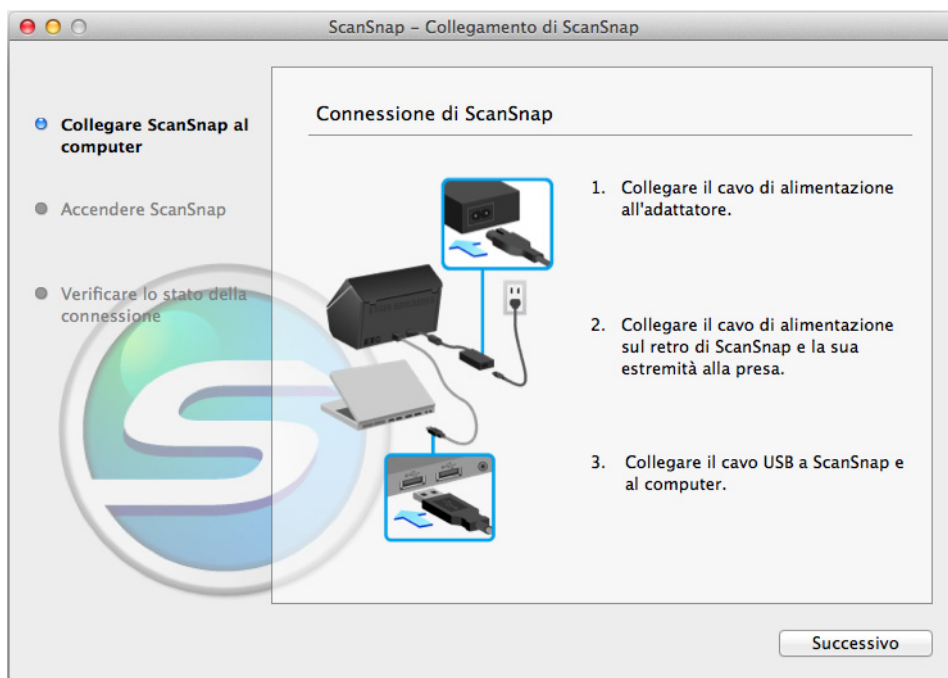 ScanSnap – Collegamento di ScanSnap
Collegare ScanSnap al
computer
Accendere ScanSnap
Verificare lo stato della
connessione
Connessione di ScanSnap
1. Collegare il cavo di alimentazione
all'adattatore.
2. Collegare il cavo di alimentazione
sul retro di ScanSnap e la sua
estremità alla presa.
3. Collegare il cavo USB a ScanSnap e
al computer.
Successivo